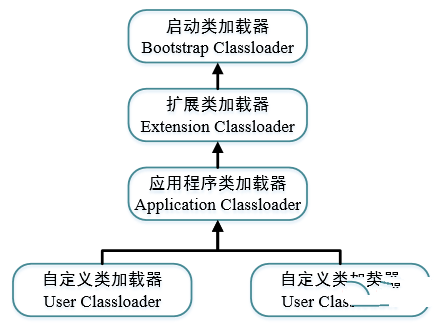 启动类加载器
Bootstrap Classloader
扩展类加载器
Extension Classloader
应用程序类加载器
Application Classloader
自定义类加载器
User Classloader
自定义类加载器
User